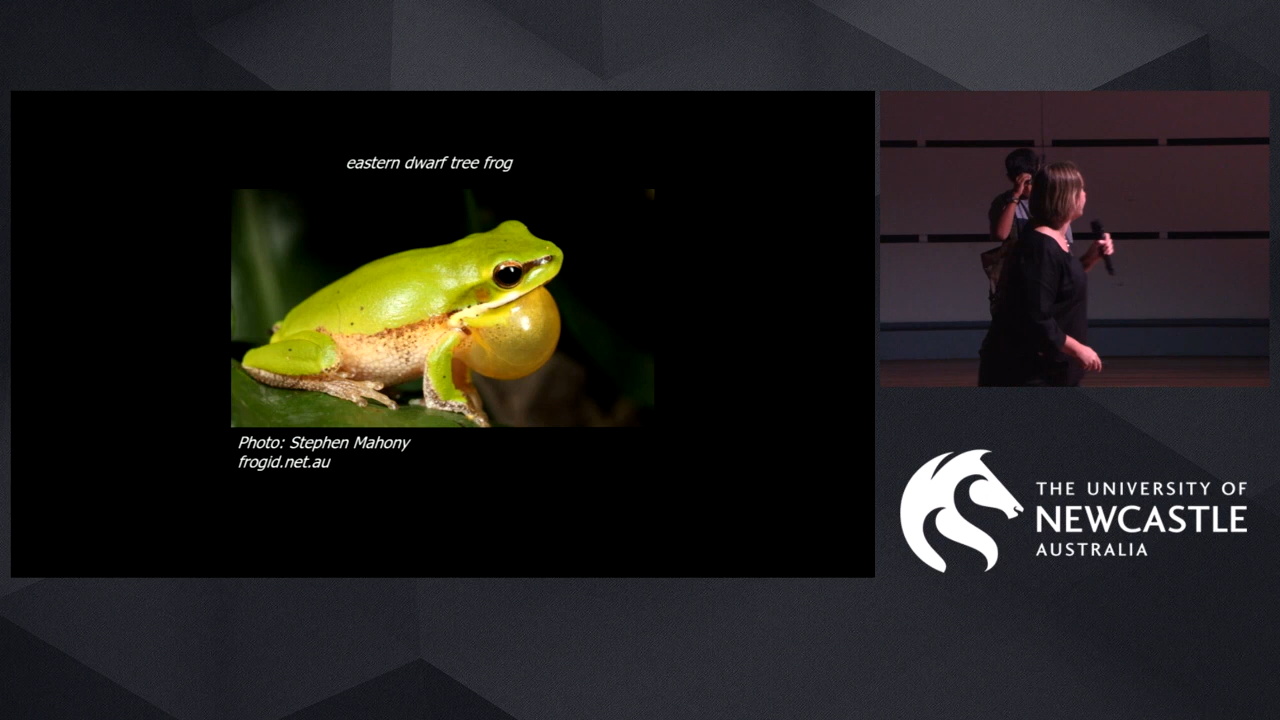 eastern dwarf tree frog
Photo: Stephen Mahony
frogid.net.au
THE UNIVERSITY OF
NEWCASTLE
AUSTRALIA